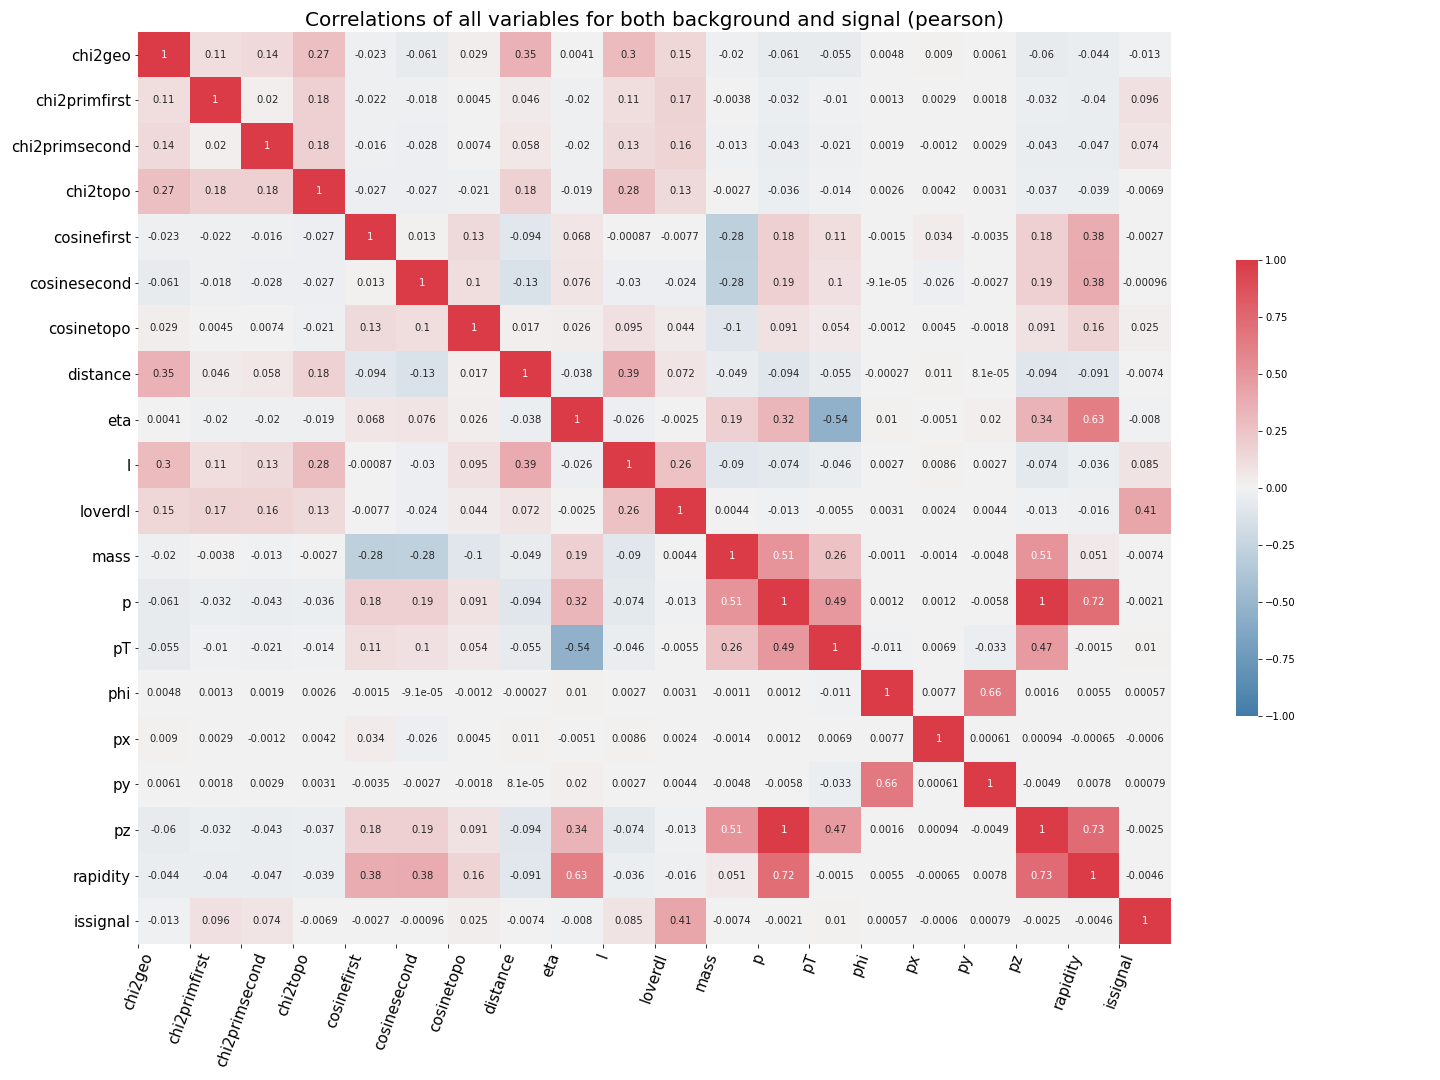 Correlations of all variables for both background and signal (pearson)
chi2geo 1 0.11 0.14 0.27 -0.023 -0.061 0.029 0.35 0.0041 0.3 0.15 -0.02 -0.061 -0.055 0.0048 0.009 0.0061 -0.06 -0.044 -0.013
chi2primfirst 0.11 1 0.02 0.18 -0.022 -0.018 0.0045 0.046 -0.02 0.11 0.17 -0.0038 -0.032 -0.01 0.0013 0.0029 0.0018 -0.032 -0.04 0.096
chi2primsecond 0.14 0.02 1 0.18 -0.016 -0.028 0.0074 0.058 -0.02 0.13 0.16 -0.013 -0.043 -0.021 0.0019 -0.0012 0.0029 -0.043 -0.047 0.074
chi2topo 0.27 0.18 0.18 1 -0.027 -0.027 -0.021 0.18 -0.019 0.28 0.13 -0.0027 -0.036 -0.014 0.0026 0.0042 0.0031 -0.037 -0.039 -0.0069
cosinefirst -0.023 -0.022 -0.016 -0.027 1 0.013 0.13 -0.094 0.068 -0.00087 -0.0077 -0.28 0.18 0.11 -0.0015 0.034 -0.0035 0.18 0.38 -0.0027
cosinesecond -0.061 -0.018 -0.028 -0.027 0.013 1 0.1 -0.13 0.076 -0.03 -0.024 -0.28 0.19 0.1 -9.1e-05 -0.026 -0.0027 0.19 0.38 -0.00096
cosinetopo 0.029 0.0045 0.0074 -0.021 0.13 0.1 1 0.017 0.026 0.095 0.044 -0.1 0.091 0.054 -0.0012 0.0045 -0.0018 0.091 0.16 0.025
distance 0.35 0.046 0.058 0.18 -0.094 -0.13 0.017 1 -0.038 0.39 0.072 -0.049 -0.094 -0.055 -0.00027 0.011 8.1e-05 -0.094 -0.091 -0.0074
eta 0.0041 -0.02 -0.02 -0.019 0.068 0.076 0.026 -0.038 1 -0.026 -0.0025 0.19 0.32 -0.54 0.01 -0.0051 0.02 0.34 0.63 -0.008
l 0.3 0.11 0.13 0.28 -0.00087 -0.03 0.095 0.39 -0.026 1 0.26 -0.09 -0.074 -0.046 0.0027 0.0086 0.0027 -0.074 -0.036 0.085
loverdl 0.15 0.17 0.16 0.13 -0.0077 -0.024 0.044 0.072 -0.0025 0.26 1 0.0044 -0.013 -0.0055 0.0031 0.0024 0.0044 -0.013 -0.016 0.41
mass -0.02 -0.0038 -0.013 -0.0027 -0.28 -0.28 -0.1 -0.049 0.19 -0.09 0.0044 1 0.51 0.26 -0.0011 -0.0014 -0.0048 0.51 0.051 -0.0074
p -0.061 -0.032 -0.043 -0.036 0.18 0.19 0.091 -0.094 0.32 -0.074 -0.013 0.51 1 0.49 0.0012 0.0012 -0.0058 1 0.72 -0.0021
pT -0.055 -0.01 -0.021 -0.014 0.11 0.1 0.054 -0.055 -0.54 -0.046 -0.0055 0.26 0.49 1 -0.011 0.0069 -0.033 0.47 -0.0015 0.01
phi 0.0048 0.0013 0.0019 0.0026 -0.0015 -9.1e-05 -0.0012 -0.00027 0.01 0.0027 0.0031 -0.0011 0.0012 -0.011 1 0.0077 0.66 0.0016 0.0055 0.00057
px 0.009 0.0029 -0.0012 0.0042 0.034 -0.026 0.0045 0.011 -0.0051 0.0086 0.0024 -0.0014 0.0012 0.0069 0.0077 1 0.00061 0.00094 -0.00065 -0.0006
py 0.0061 0.0018 0.0029 0.0031 -0.0035 -0.0027 -0.0018 8.1e-05 0.02 0.0027 0.0044 -0.0048 -0.0058 -0.033 0.66 0.00061 1 -0.0049 0.0078 0.00079
pz -0.06 -0.032 -0.043 -0.037 0.18 0.19 0.091 -0.094 0.34 -0.074 -0.013 0.51 1 0.47 0.0016 0.00094 -0.0049 1 0.73 -0.0025
rapidity -0.044 -0.04 -0.047 -0.039 0.38 0.38 0.16 -0.091 0.63 -0.036 -0.016 0.051 0.72 -0.0015 0.0055 -0.00065 0.0078 0.73 1 -0.0046
issignal -0.013 0.096 0.074 -0.0069 -0.0027 -0.00096 0.025 -0.0074 -0.008 0.085 0.41 -0.0074 -0.0021 0.01 0.00057 -0.0006 0.00079 -0.0025 -0.0046 1
chi2geo chi2primfirst chi2primsecond chi2topo cosinefirst cosinesecond cosinetopo distance eta l loverdl mass p pT phi px py pz rapidity issignal
1.00
0.75
0.50
0.25
0.00
−0.25
−0.50
−0.75
−1.00